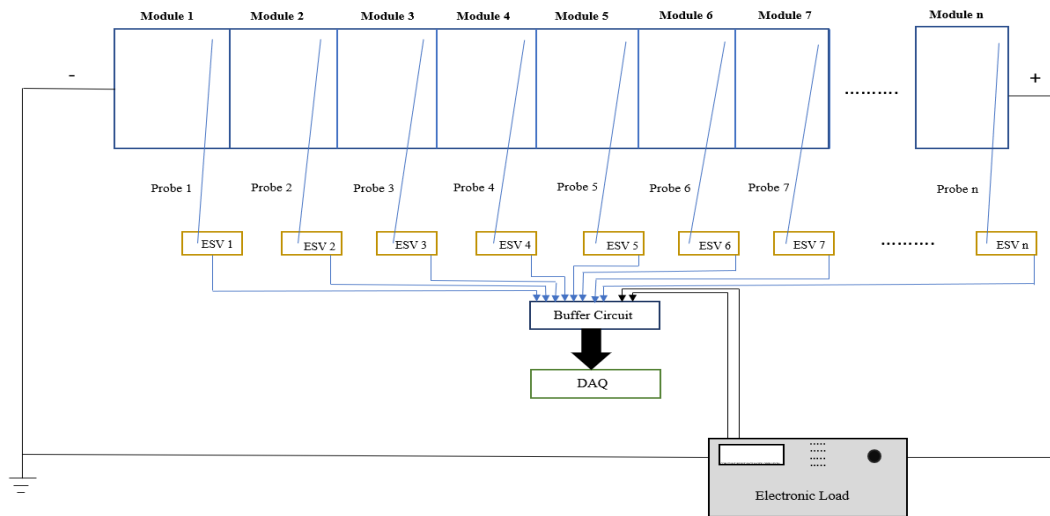 Module 1 Module 2 Module 3 Module 4 Module 5 Module 6 Module 7 Module n
- +
..........
Probe 1 Probe 2 Probe 3 Probe 4 Probe 5 Probe 6 Probe 7 Probe n
ESV 1 ESV 2 ESV 3 ESV 4 ESV 5 ESV 6 ESV 7 .......... ESV n
Buffer Circuit
DAQ
Electronic Load